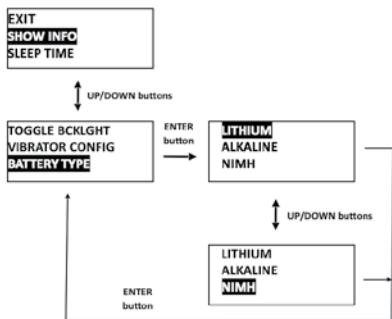 EXIT
SHOW INFO
SLEEP TIME
UP/DOWN buttons
TOGGLE BCKLGHT
VIBRATOR CONFIG
BATTERY TYPE
ENTER
button
LITHIUM
ALKALINE
NIMH
UP/DOWN buttons
LITHIUM
ALKALINE
NIMH
ENTER
button